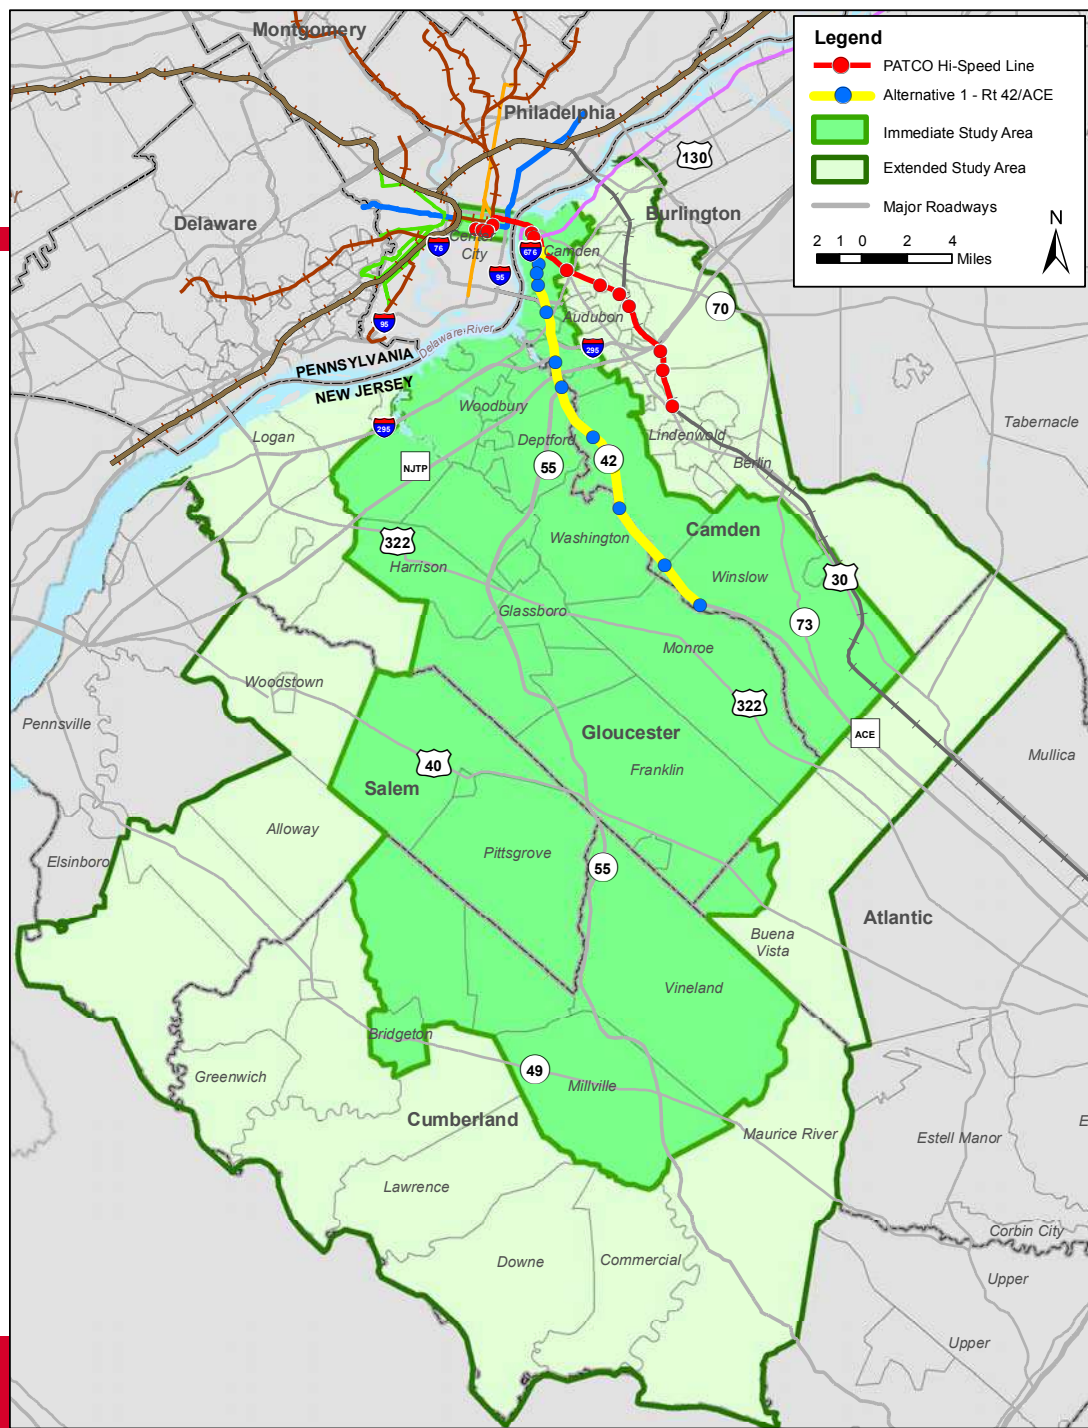 Legend
PATCO Hi-Speed Line
Alternative 1 - Rt 42/ACE
Immediate Study Area
Extended Study Area
Major Roadways
2 1 0 2 4
Miles
N
Montgomery
Philadelphia
130
Burlington
Delaware
Center
City
76
676
Camden
95
70
Audubon
95
295
Delaware River
PENNSYLVANIA
NEW JERSEY
Woodbury
Tabernacle
295
Logan
Deptford
Lindenwold
42
55
NJTP
Berlin
Camden
322
Washington
Harrison
Winslow
30
Glassboro
73
Monroe
Woodstown
322
Pennsville
Gloucester
ACE
Mullica
40
Franklin
Salem
Alloway
Elsinboro
Pittsgrove
55
Atlantic
Buena
Vista
Vineland
Bridgeton
Greenwich
49
Millville
Cumberland
Maurice River
Estell Manor
E
Lawrence
Corbin City
Downe
Commercial
Upper
Upper